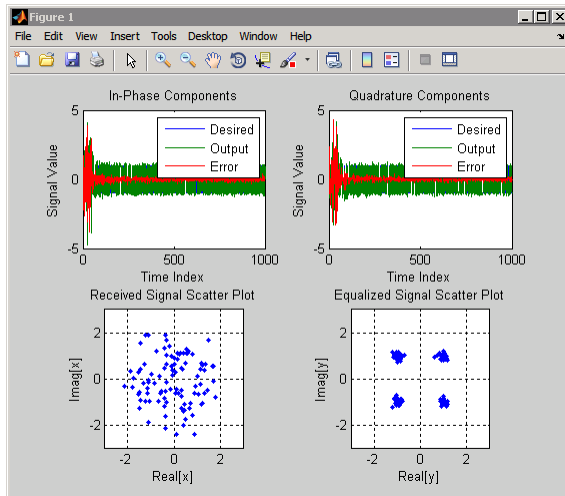 Figure 1
File Edit View Insert Tools Desktop Window Help
In-Phase Components
Quadrature Components
5
0
-5
Signal Value
Desired
Output
Error
0 500 1000
Time Index
5
0
-5
Signal Value
Desired
Output
Error
0 500 1000
Time Index
Received Signal Scatter Plot
Equalized Signal Scatter Plot
2
0
-2
Imag[x]
-2 0 2
Real[x]
2
0
-2
Imag[y]
-2 0 2
Real[y]